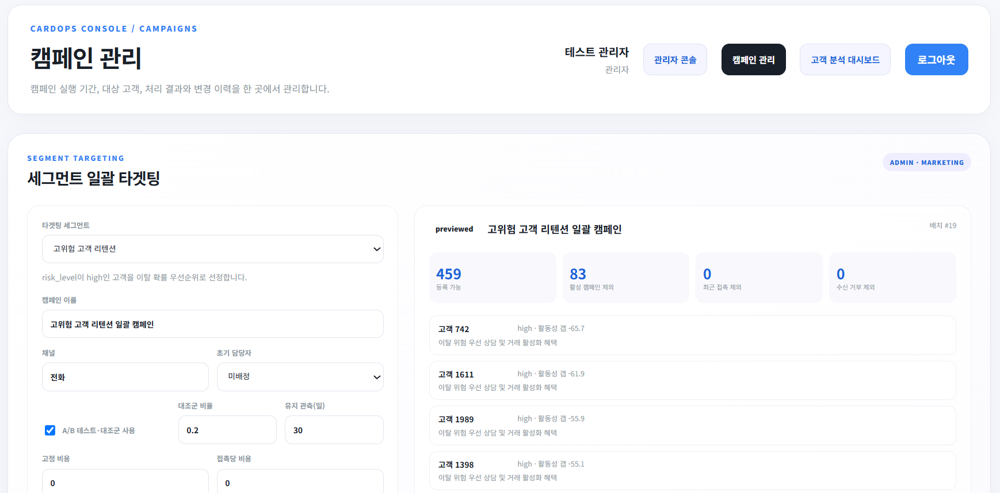 CARDOPS CONSOLE / CAMPAIGNS
캠페인 관리
캠페인 실행 기간, 대상 고객, 처리 결과와 변경 이력을 한 곳에서 관리합니다.
테스트 관리자
관리자
관리자 콘솔
캠페인 관리
고객 분석 대시보드
로그아웃
SEGMENT TARGETING
세그먼트 일괄 타겟팅
ADMIN · MARKETING
타겟팅 세그먼트
고위험 고객 리텐션
risk_level이 high인 고객을 이탈 확률 우선순위로 선정합니다.
캠페인 이름
고위험 고객 리텐션 일괄 캠페인
채널
초기 담당자
전화
미배정
대조군 비율
유지 관측(일)
A/B 테스트·대조군 사용
0.2
30
고정 비용
접촉당 비용
0
0
previewed
고위험 고객 리텐션 일괄 캠페인
배치 #19
459
등록 가능
83
활성 캠페인 제외
0
최근 접촉 제외
0
수신 거부 제외
고객 742
high · 활동성 갭 -65.7
이탈 위험 우선 상담 및 거래 활성화 혜택
고객 1611
high · 활동성 갭 -61.9
이탈 위험 우선 상담 및 거래 활성화 혜택
고객 1989
high · 활동성 갭 -55.9
이탈 위험 우선 상담 및 거래 활성화 혜택
고객 1398
high · 활동성 갭 -55.1
이탈 위험 우선 상담 및 거래 활성화 혜택